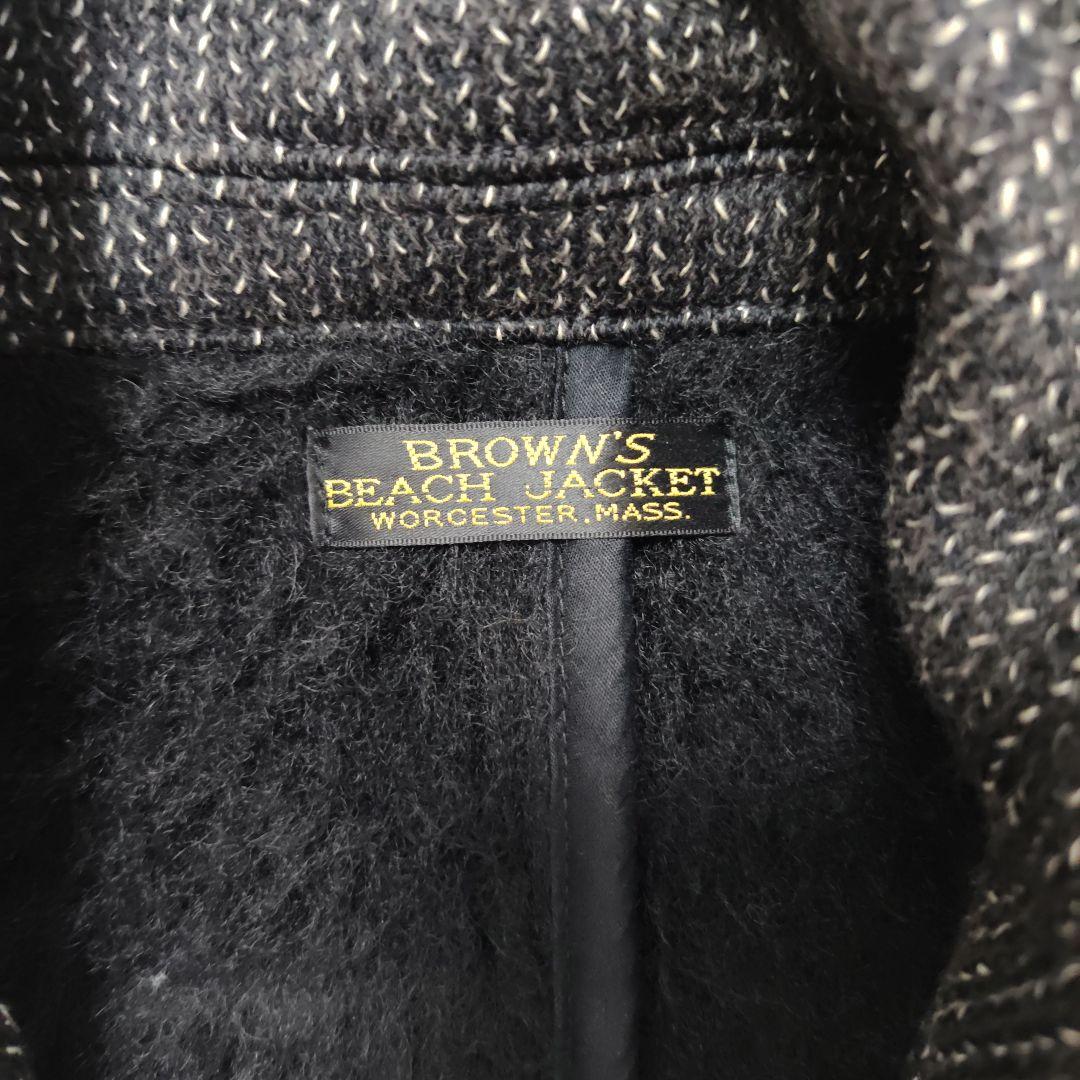 BROWN'S
BEACH JACKET
WORCESTER, MASS.